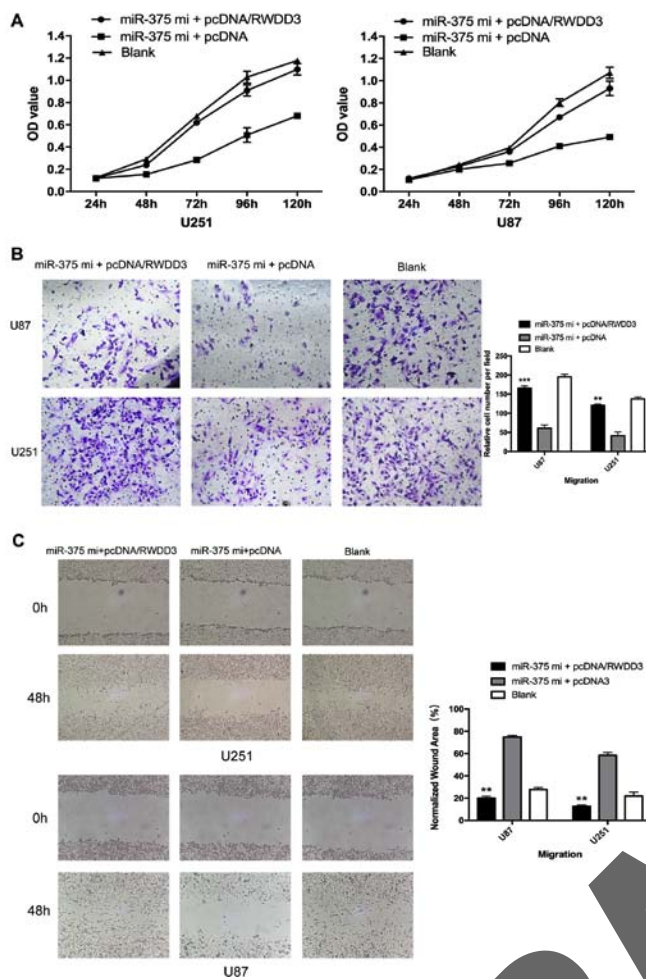 A
miR-375 mi + pcDNA/RWDD3
miR-375 mi + pcDNA
Blank
OD value
1.4
1.2
1.0
0.8
0.6
0.4
0.2
0.0
24h 48h 72h 96h 120h
U251
miR-375 mi + pcDNA/RWDD3
miR-375 mi + pcDNA
Blank
OD value
1.4
1.2
1.0
0.8
0.6
0.4
0.2
0.0
24h 48h 72h 96h 120h
U87
B
miR-375 mi + pcDNA/RWDD3 miR-375 mi + pcDNA Blank
U87
U251
miR-375 mi + pcDNA/RWDD3
miR-375 mi + pcDNA
Blank
Relative cell number per field
250
200
150
100
50
0
***
**
U87 U251
Migration
C
miR-375 mi+pcDNA/RWDD3 miR-375 mi+pcDNA Blank
0h
48h
U251
0h
48h
U87
miR-375 mi + pcDNA/RWDD3
miR-375 mi + pcDNA3
Blank
Normalized Wound Area (%)
100
80
60
40
20
0
**
**
U87 U251
Migration